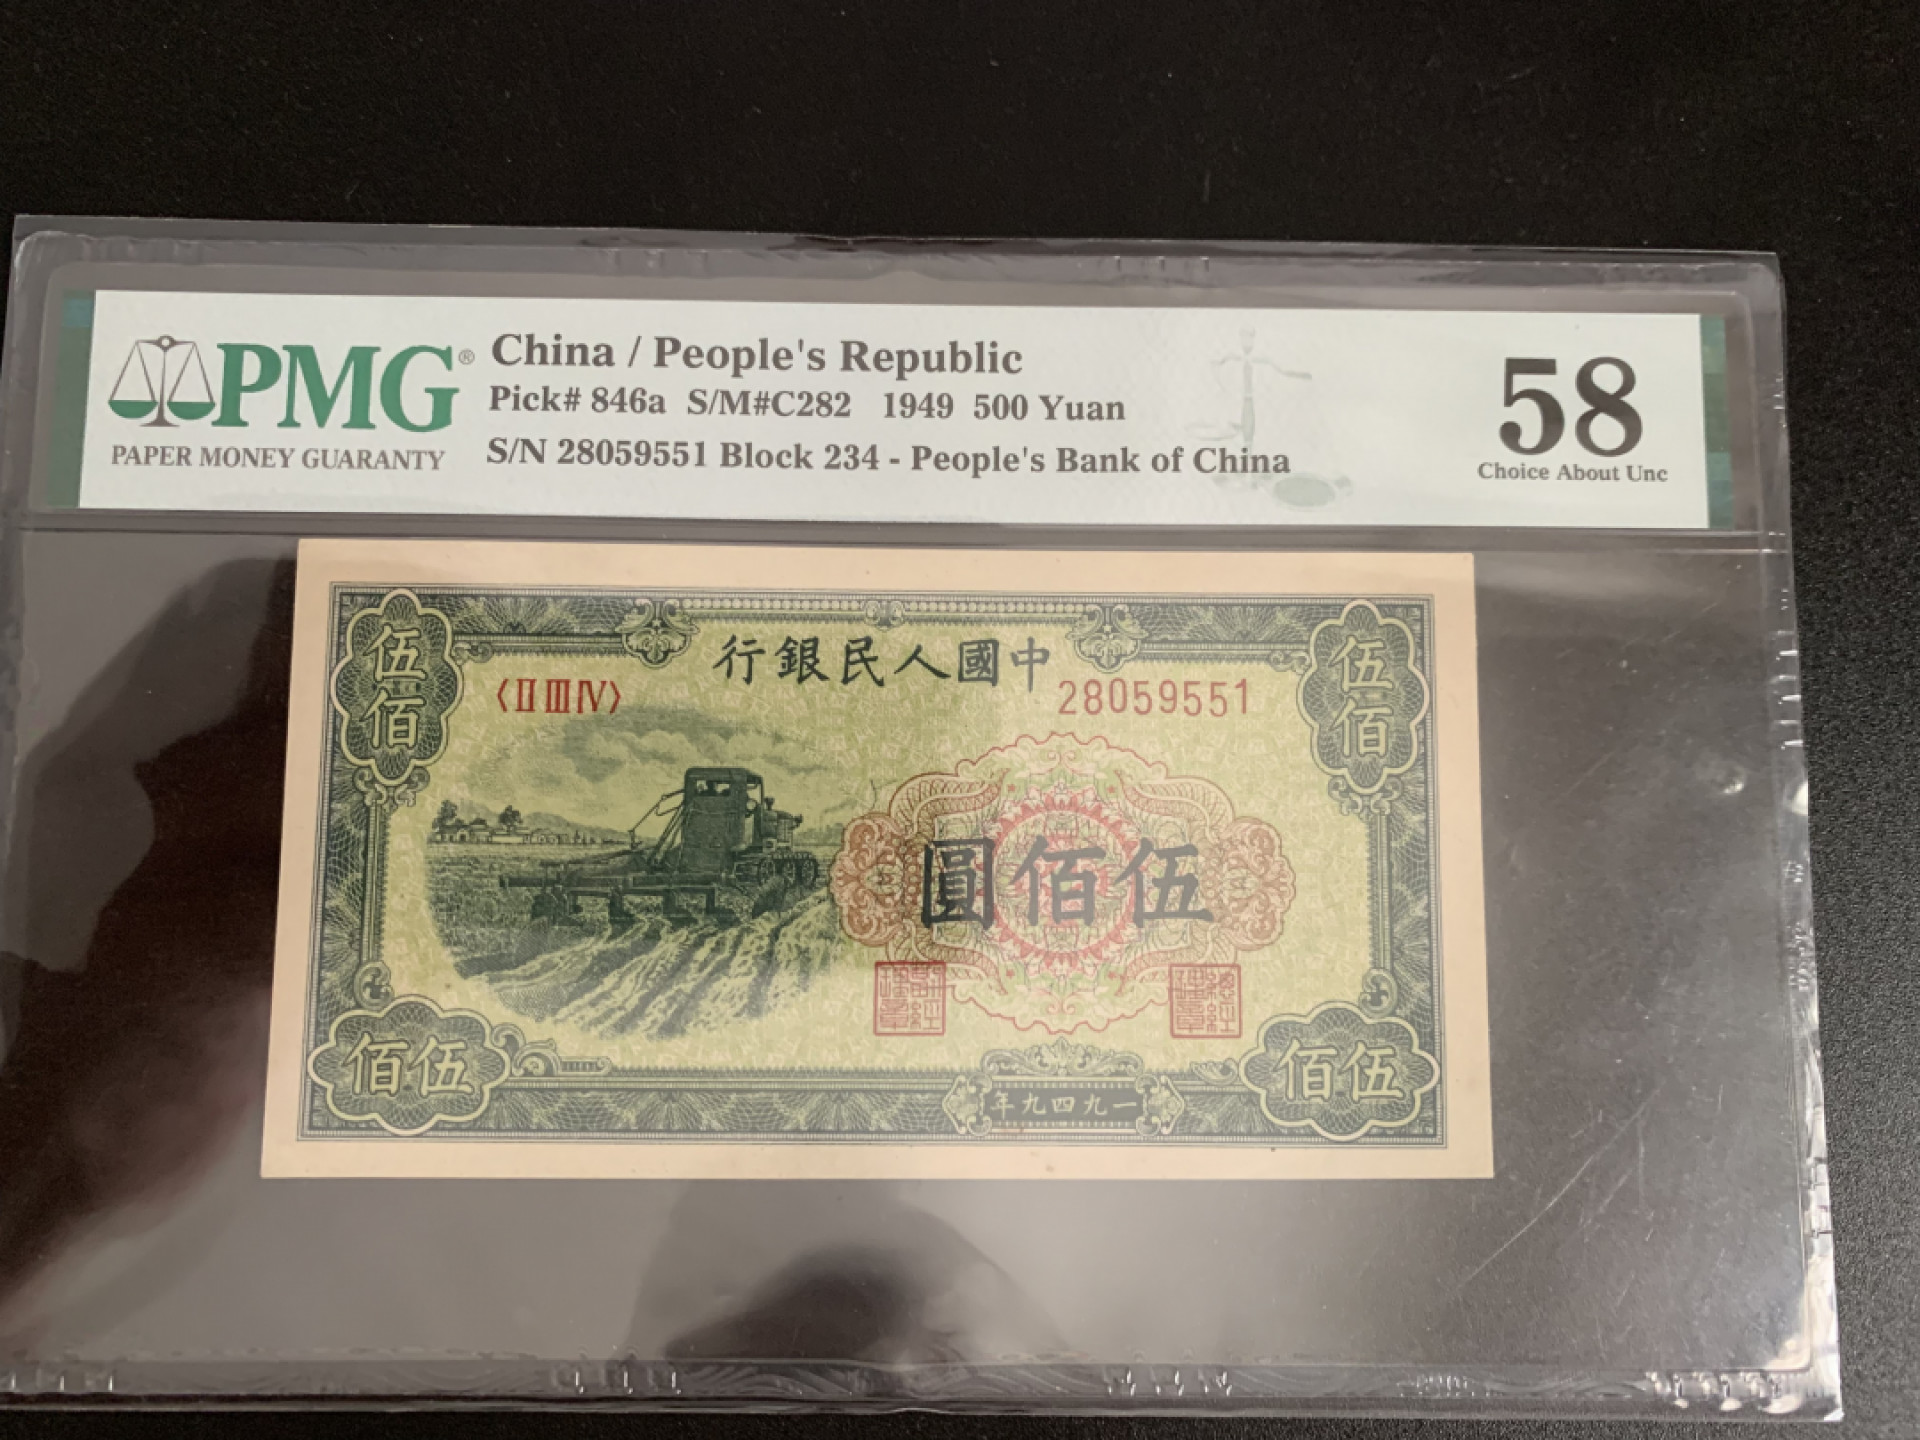 PMG®
PAPER MONEY GUARANTY
China / People's Republic
Pick# 846a S/M#C282 1949 500 Yuan
S/N 28059551 Block 234 - People's Bank of China
58
Choice About Unc
行銀民人國中
伍佰
伍佰
〈II III IV〉
28059551
圓佰伍
佰伍
佰伍
年九四九一